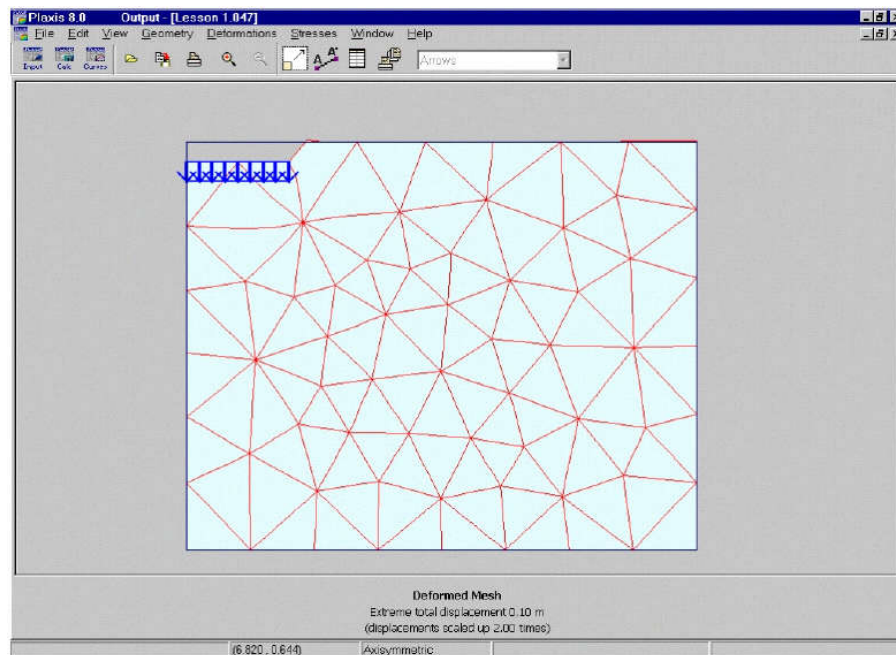 Plaxis 8.0 Output - [Lesson 1.047]
File Edit View Geometry Deformations Stresses Window Help
Input Calc Curves Arrows
Deformed Mesh
Extreme total displacement 0.10 m
(displacements scaled up 2.00 times)
(6.820 , 0.644) Axisymmetric